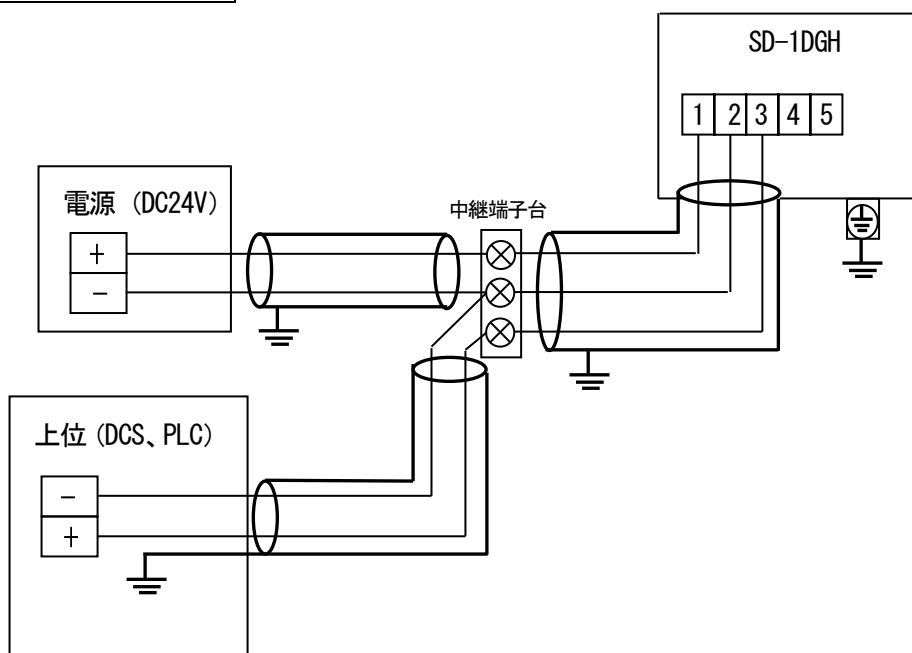 SD-1DGH
1 2 3 4 5
電源 (DC24V)
+
-
中継端子台
上位 (DCS、PLC)
-
+